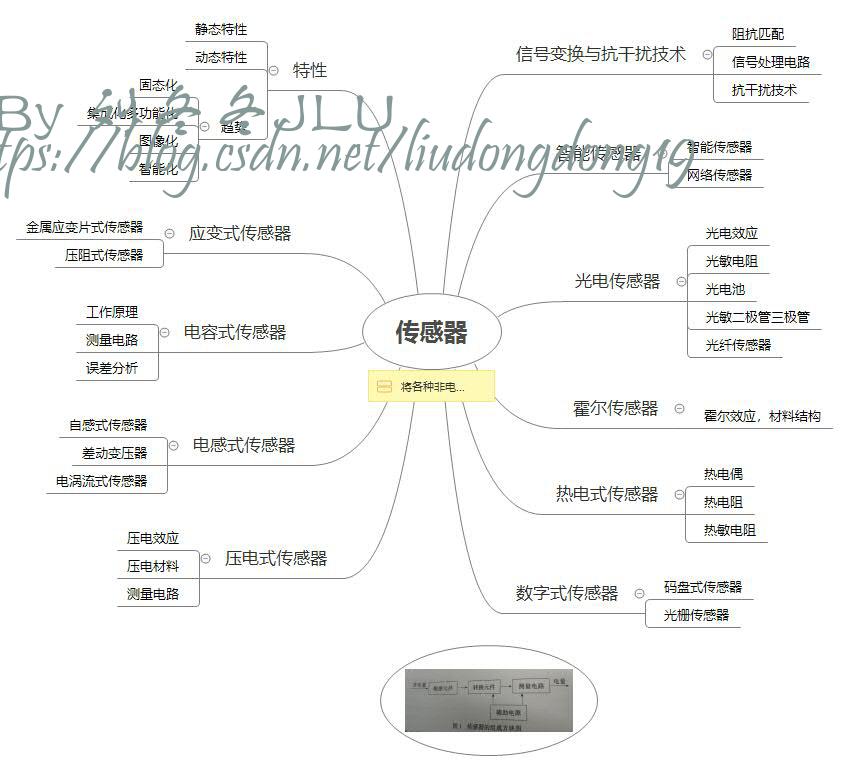 静态特性
动态特性
特性
固态化
集成化多功能化
图像化
智能化
趋势
By 刘冬冬JLU
ttps://blog.csdn.net/liudongdong19
信号变换与抗干扰技术
阻抗匹配
信号处理电路
抗干扰技术
智能传感器
智能传感器
网络传感器
金属应变片式传感器
压阻式传感器
应变式传感器
光电传感器
光电效应
光敏电阻
光电池
光敏二极管三极管
光纤传感器
工作原理
测量电路
误差分析
电容式传感器
传感器
将各种非电...
霍尔传感器
霍尔效应，材料结构
自感式传感器
差动变压器
电涡流式传感器
电感式传感器
热电式传感器
热电偶
热电阻
热敏电阻
压电效应
压电材料
测量电路
压电式传感器
数字式传感器
码盘式传感器
光栅传感器
非电量
敏感元件
转换元件
测量电路
电量
辅助电源
图1 传感器的组成方块图